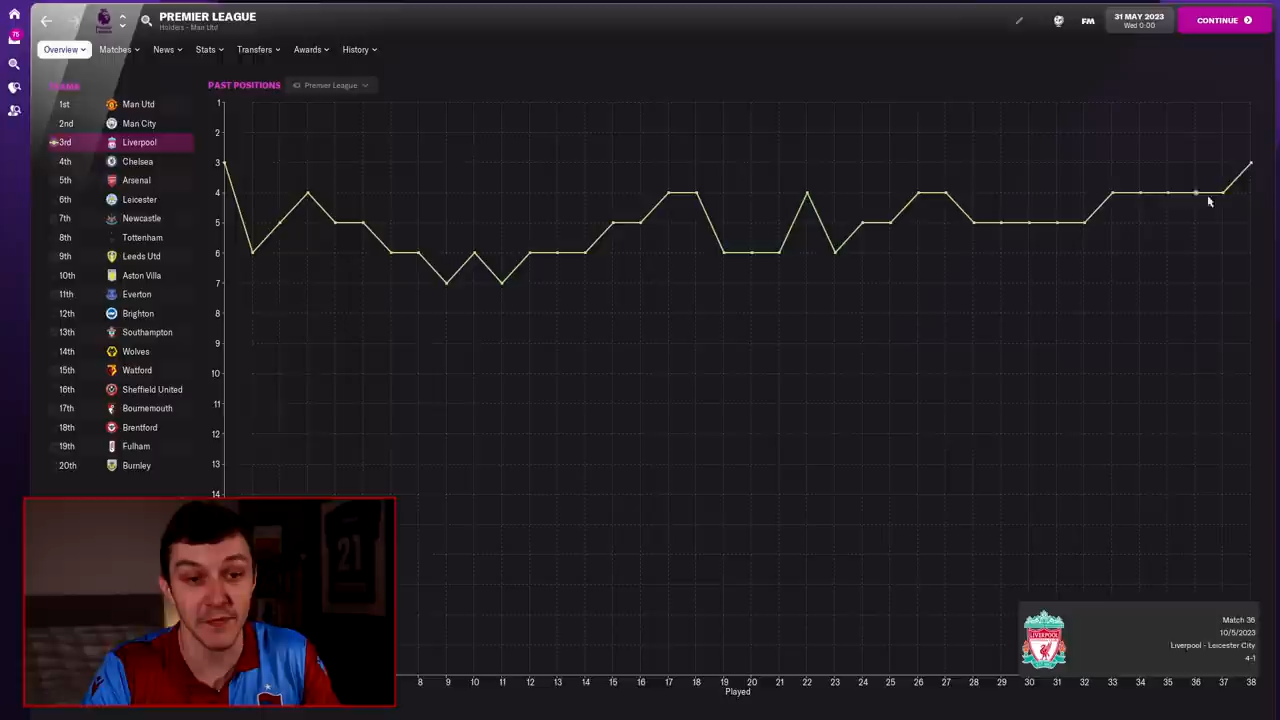 75
PREMIER LEAGUE
Holders - Man Utd
FM
31 MAY 2023
Wed 0:00
CONTINUE
Overview
Matches
News
Stats
Transfers
Awards
History
TEAMS
PAST POSITIONS
Premier League
1st Man Utd
2nd Man City
3rd Liverpool
4th Chelsea
5th Arsenal
6th Leicester
7th Newcastle
8th Tottenham
9th Leeds Utd
10th Aston Villa
11th Everton
12th Brighton
13th Southampton
14th Wolves
15th Watford
16th Sheffield United
17th Bournemouth
18th Brentford
19th Fulham
20th Burnley
1
2
3
4
5
6
7
8
9
10
11
12
13
14
21
LIVERPOOL
Match 36
10/5/2023
Liverpool - Leicester City
4-1
8 9 10 11 12 13 14 15 16 17 18 19 20 21 22 23 24 25 26 27 28 29 30 31 32 33 34 35 36 37 38
Played